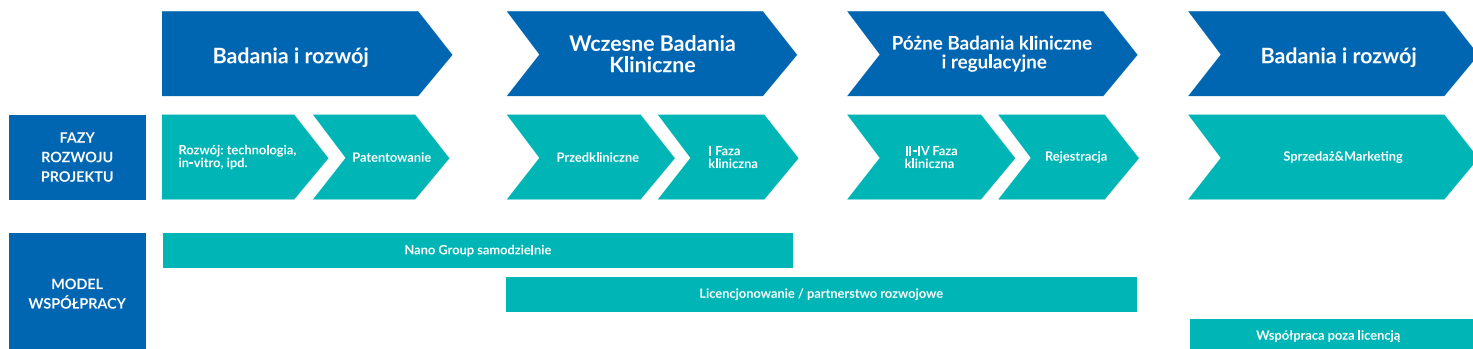 Badania i rozwój
Wczesne Badania
Kliniczne
Późne Badania kliniczne
i regulacyjne
Badania i rozwój
FAZY
ROZWOJU
PROJEKTU
Rozwój: technologia,
in-vitro, ipd.
Patentowanie
Przedkliniczne
I Faza
kliniczna
II-IV Faza
kliniczna
Rejestracja
Sprzedaż&Marketing
MODEL
WSPÓŁPRACY
Nano Group samodzielnie
Licencjonowanie / partnerstwo rozwojowe
Współpraca poza licencją